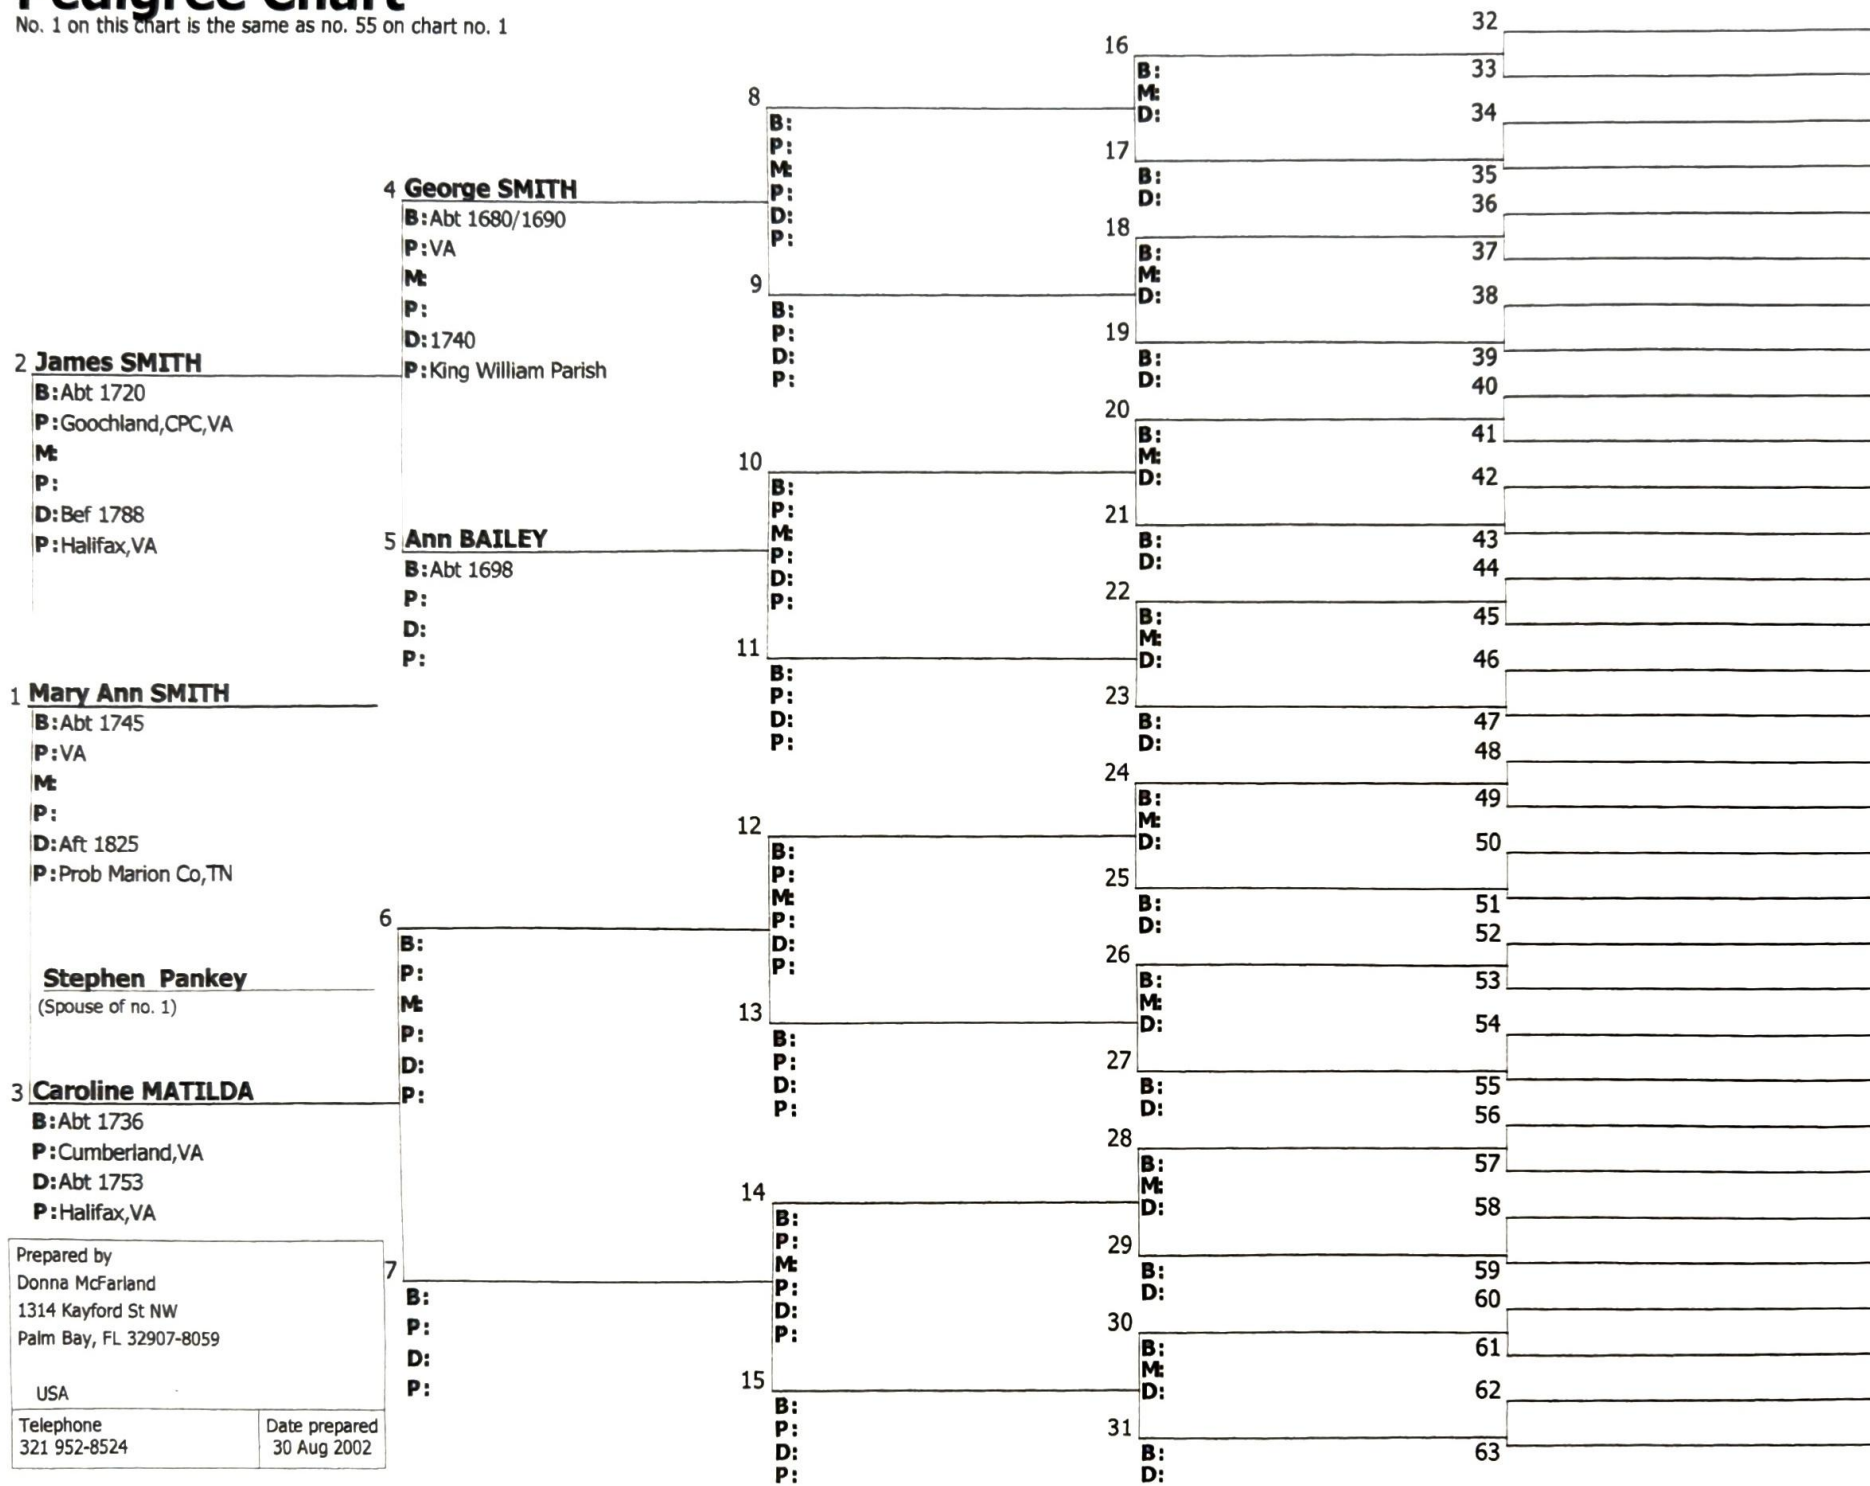 Pedigree Chart
No. 1 on this chart is the same as no. 55 on chart no. 1
2 James SMITH
B:Abt 1720
P:Goochland,CPC,VA
M:
P:
D:Bef 1788
P:Halifax,VA
1 Mary Ann SMITH
B:Abt 1745
P:VA
M:
P:
D:Aft 1825
P:Prob Marion Co,TN
Stephen Pankey
(Spouse of no. 1)
3 Caroline MATILDA
B:Abt 1736
P:Cumberland,VA
D:Abt 1753
P:Halifax,VA
Prepared by
Donna McFarland
1314 Kayford St NW
Palm Bay, FL 32907-8059
USA
Telephone
321 952-8524
Date prepared
30 Aug 2002
4 George SMITH
B:Abt 1680/1690
P:VA
M:
P:
D:1740
P:King William Parish
5 Ann BAILEY
B:Abt 1698
P:
D:
P:
6
B:
P:
M:
P:
D:
P:
7
B:
P:
D:
P:
8
B:
P:
M:
P:
D:
P:
9
B:
P:
D:
P:
10
B:
P:
M:
P:
D:
P:
11
B:
P:
D:
P:
12
B:
P:
M:
P:
D:
P:
13
B:
P:
D:
P:
14
B:
P:
M:
P:
D:
P:
15
B:
P:
D:
P:
16
B:
M:
D:
17
B:
D:
18
B:
M:
D:
19
B:
D:
20
B:
M:
D:
21
B:
D:
22
B:
M:
D:
23
B:
D:
24
B:
M:
D:
25
B:
D:
26
B:
M:
D:
27
B:
D:
28
B:
M:
D:
29
B:
D:
30
B:
M:
D:
31
B:
D:
32
33
34
35
36
37
38
39
40
41
42
43
44
45
46
47
48
49
50
51
52
53
54
55
56
57
58
59
60
61
62
63